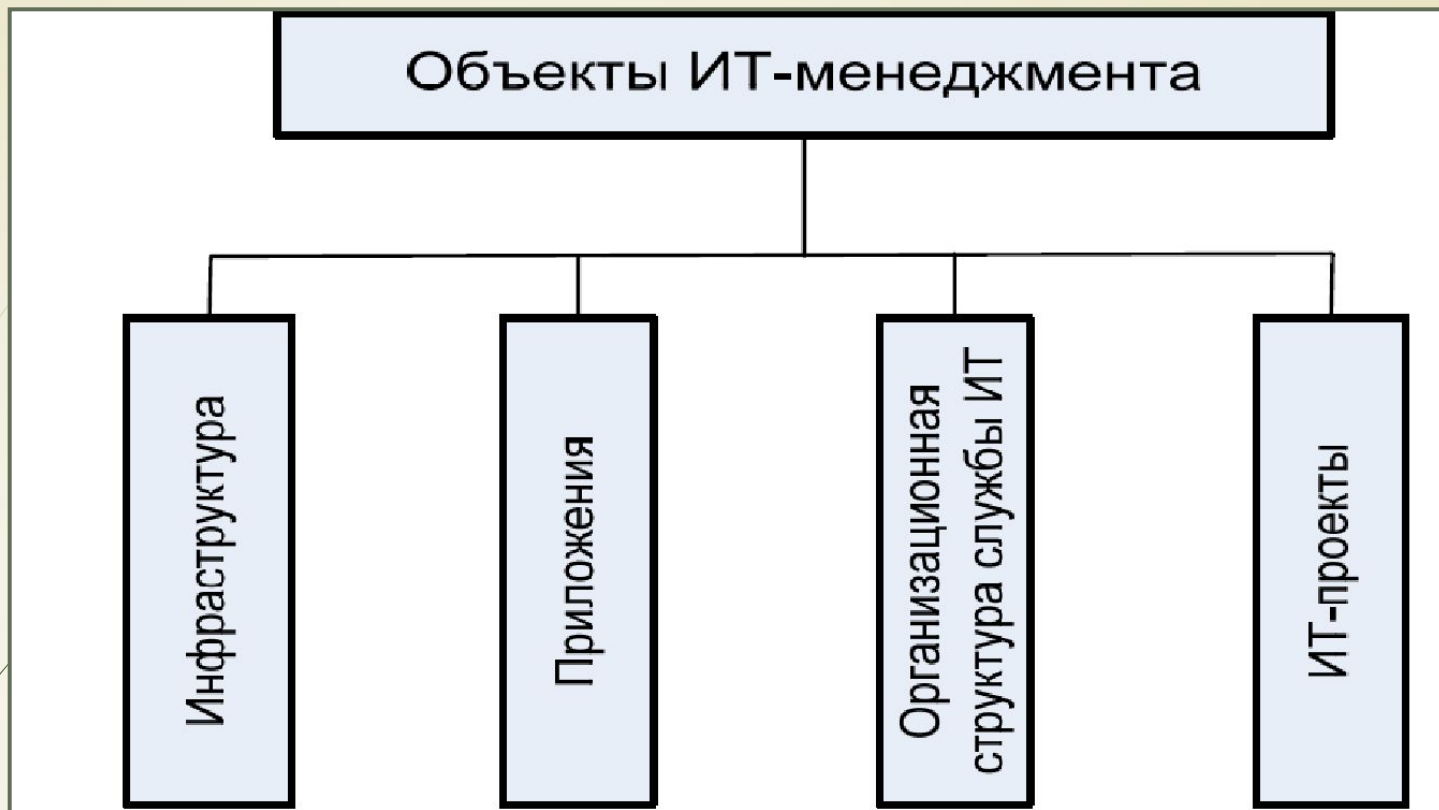 Объекты ИТ-менеджмента
Инфраструктура
Приложения
Организационная
структура службы ИТ
ИТ-проекты